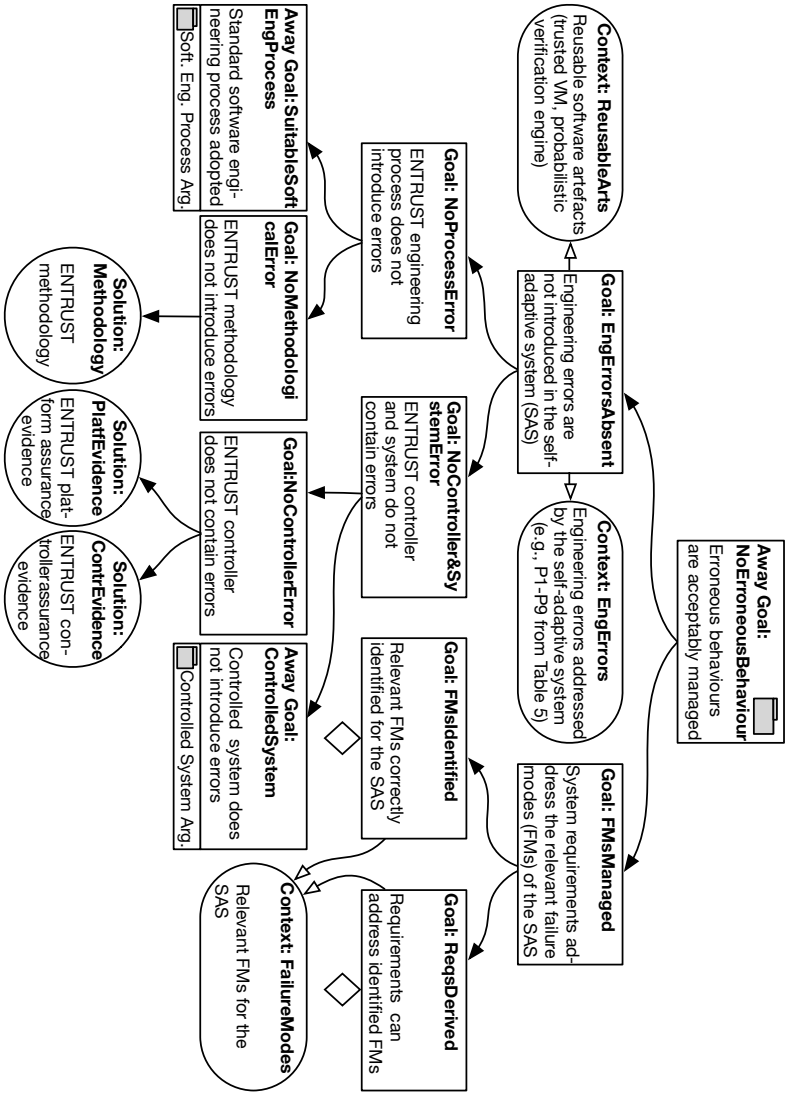 Away Goal:
NoErroneousBehaviour
Erroneous behaviours
are acceptably managed
Context: ReusableArts
Reusable software artefacts
(trusted VM, probabilistic
verification engine)
Goal: EngErrorsAbsent
Engineering errors are
not introduced in the self-
adaptive system (SAS)
Context: EngErrors
Engineering errors addressed
by the self-adaptive system
(e.g., P1-P9 from Table 5)
Goal: FMsManaged
System requirements ad-
dress the relevant failure
modes (FMs) of the SAS
Goal: NoProcessError
ENTRUST engineering
process does not
introduce errors
Goal: NoController&Sy
stemError
ENTRUST controller
and system do not
contain errors
Goal: FMsIdentified
Relevant FMs correctly
identified for the SAS
Goal: ReqsDerived
Requirements can
address identified FMs
Away Goal:SuitableSoft
EngProcess
Standard software engi-
neering process adopted
Soft. Eng. Process Arg.
Goal: NoMethodologi
calError
ENTRUST methodology
does not introduce errors
Goal:NoControllerError
ENTRUST controller
does not contain errors
Away Goal:
ControlledSystem
Controlled system does
not introduce errors
Controlled System Arg.
Context: FailureModes
Relevant FMs for the
SAS
Solution:
Methodology
ENTRUST
methodology
Solution:
PlatfEvidence
ENTRUST plat-
form assurance
evidence
Solution:
ContrEvidence
ENTRUST con-
trollerassurance
evidence